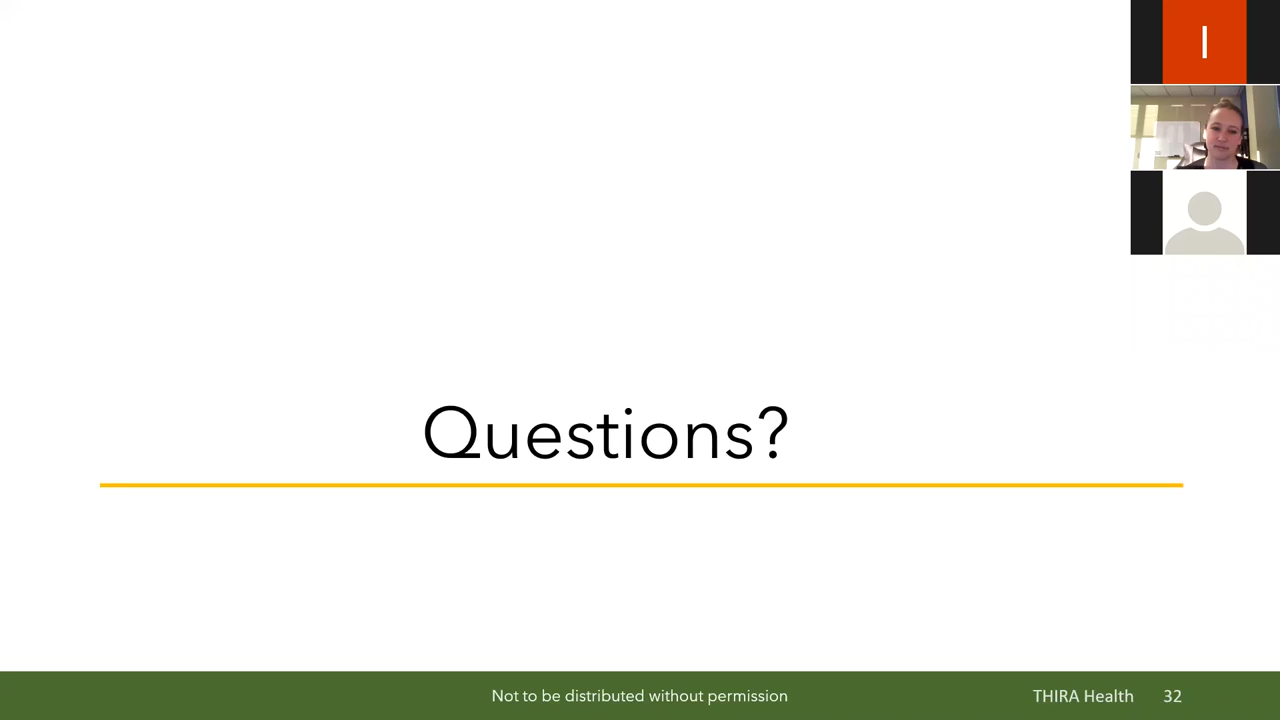 I
Questions?
Not to be distributed without permission
THIRA Health
32